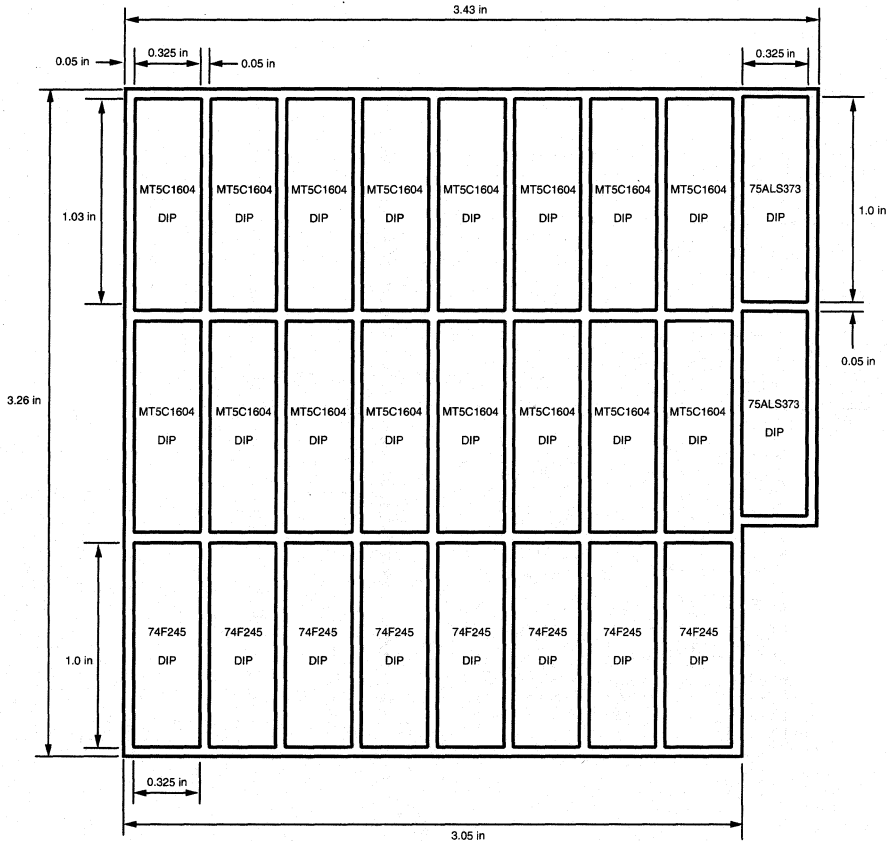 3.43 in
0.325 in
0.325 in
0.05 in
0.05 in
MT5C1604 MT5C1604 MT5C1604 MT5C1604 MT5C1604 MT5C1604 MT5C1604 MT5C1604 75ALS373
DIP DIP DIP DIP DIP DIP DIP DIP DIP
1.03 in
1.0 in
0.05 in
3.26 in
MT5C1604 MT5C1604 MT5C1604 MT5C1604 MT5C1604 MT5C1604 MT5C1604 MT5C1604 75ALS373
DIP DIP DIP DIP DIP DIP DIP DIP DIP
74F245 74F245 74F245 74F245 74F245 74F245 74F245 74F245
DIP DIP DIP DIP DIP DIP DIP DIP
1.0 in
0.325 in
3.05 in